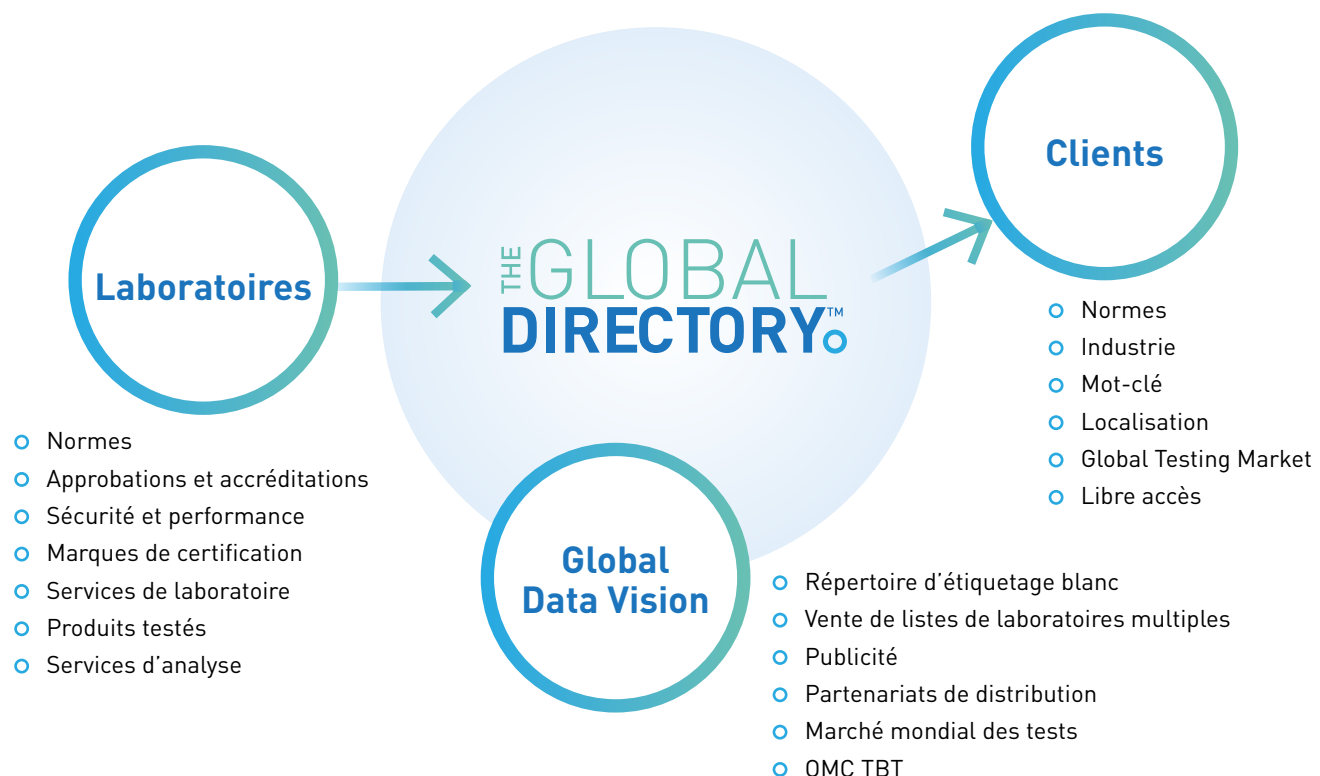 Laboratoires
Normes
Approbations et accréditations
Sécurité et performance
Marques de certification
Services de laboratoire
Produits testés
Services d'analyse
THE GLOBAL
DIRECTORY™
Clients
Normes
Industrie
Mot-clé
Localisation
Global Testing Market
Libre accès
Global
Data Vision
Répertoire d'étiquetage blanc
Vente de listes de laboratoires multiples
Publicité
Partenariats de distribution
Marché mondial des tests
OMC TBT